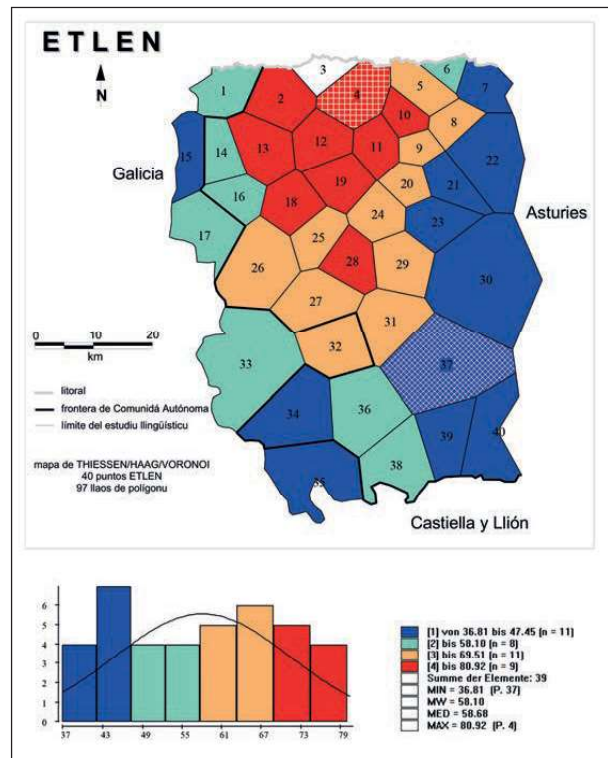 ETLEN
N
3
1
2
4
5
6
7
8
9
10
11
12
13
14
15
16
17
18
19
20
21
22
23
24
25
26
27
28
29
30
31
32
33
34
35
36
37
38
39
40
Galicia
Asturies
Castiella y Llión
0 10 20
km
litoral
frontera de Comunidá Autónoma
límite del estudiu llingüísticu
mapa de THIESSEN/HAAG/VORONOI
40 puntos ETLEN
97 llaos de polígonu
6
5
4
3
2
1
0
37 43 49 55 61 67 73 79
[1] von 36.81 bis 47.45 (n = 11)
[2] bis 58.10 (n = 8)
[3] bis 69.51 (n = 11)
[4] bis 80.92 (n = 9)
Summe der Elemente: 39
MIN = 36.81 (P. 37)
MW = 58.10
MED = 58.68
MAX = 80.92 (P. 4)